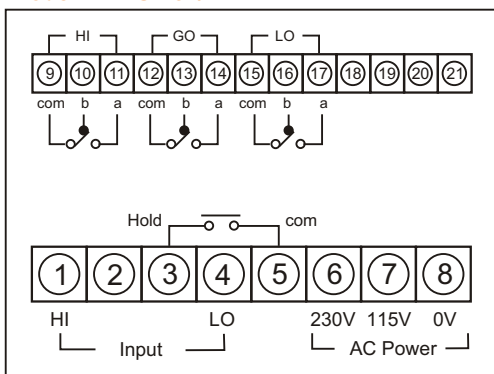 HI GO LO
9 10 11 12 13 14 15 16 17 18 19 20 21
com b a com b a com b a
Hold com
1 2 3 4 5 6 7 8
HI LO 230V 115V 0V
Input AC Power